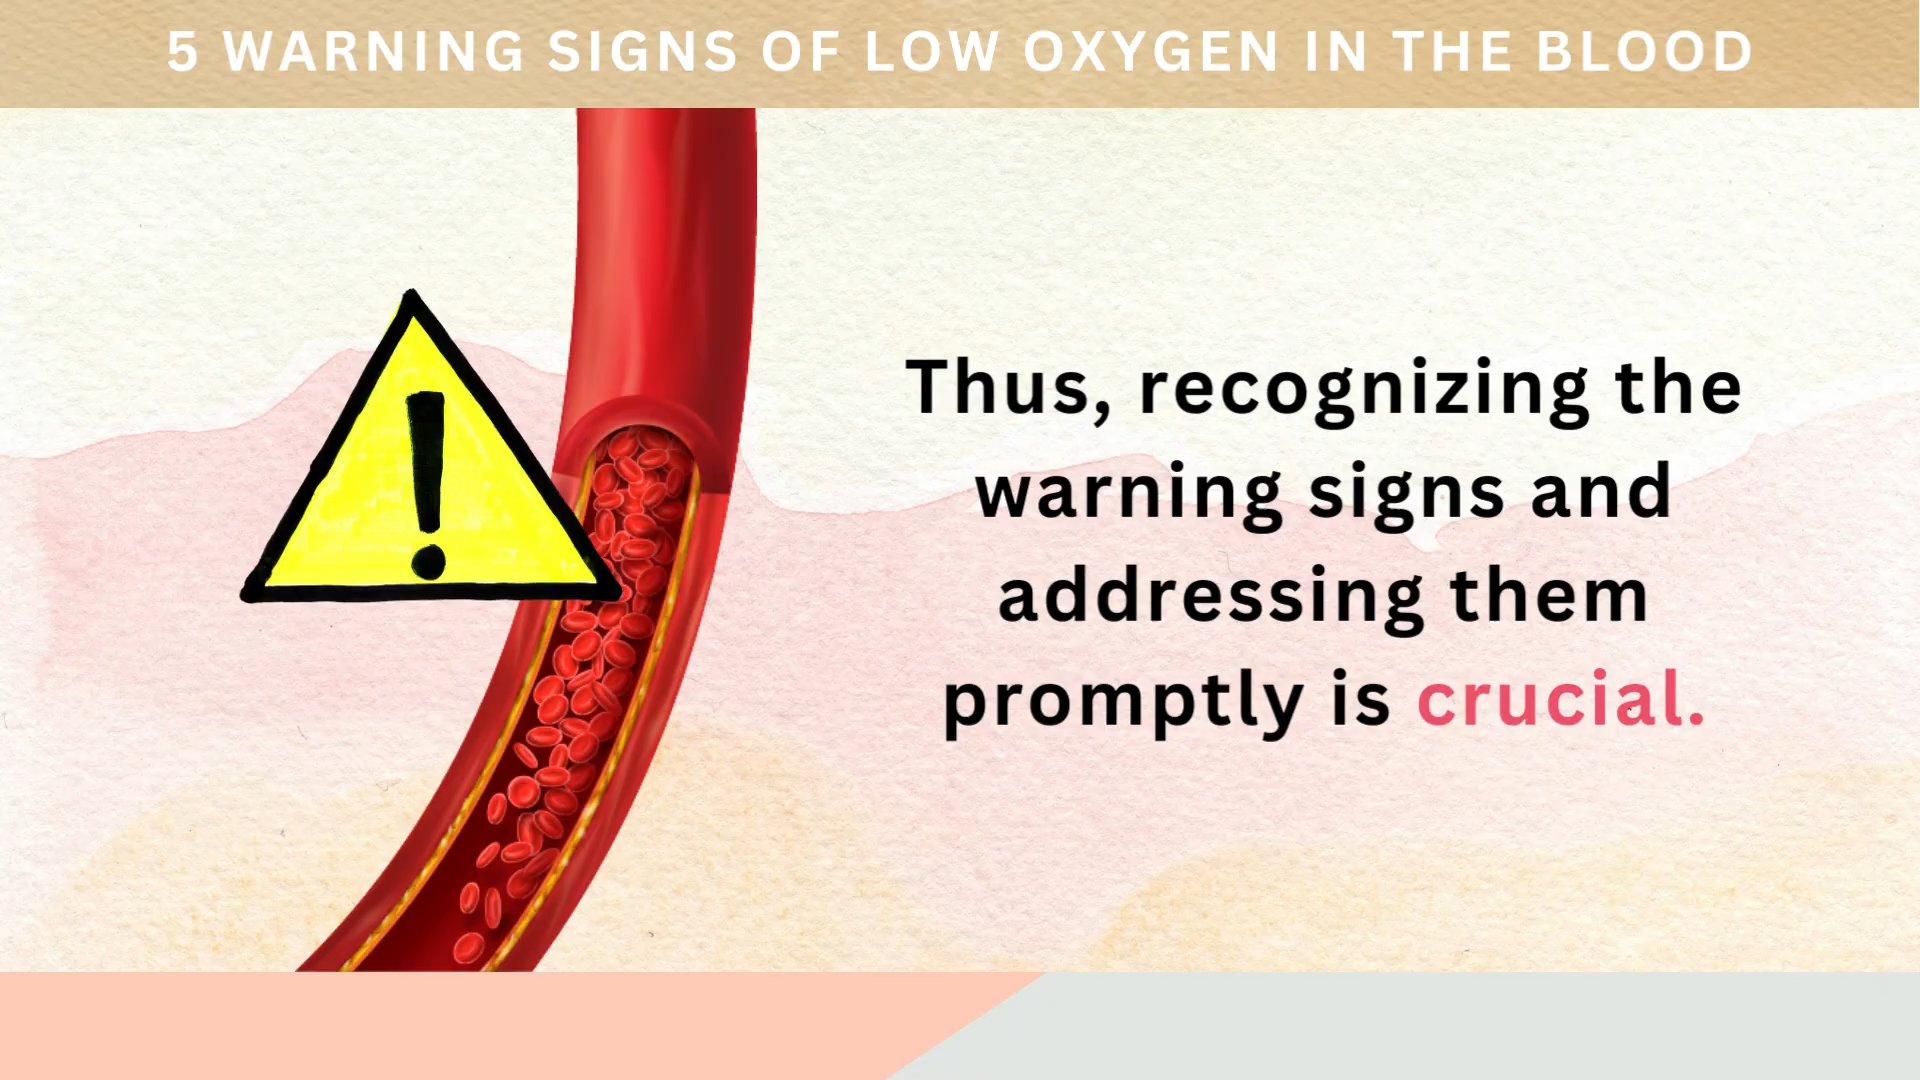 5 WARNING SIGNS OF LOW OXYGEN IN THE BLOOD
Thus, recognizing the
warning signs and
addressing them
promptly is crucial.